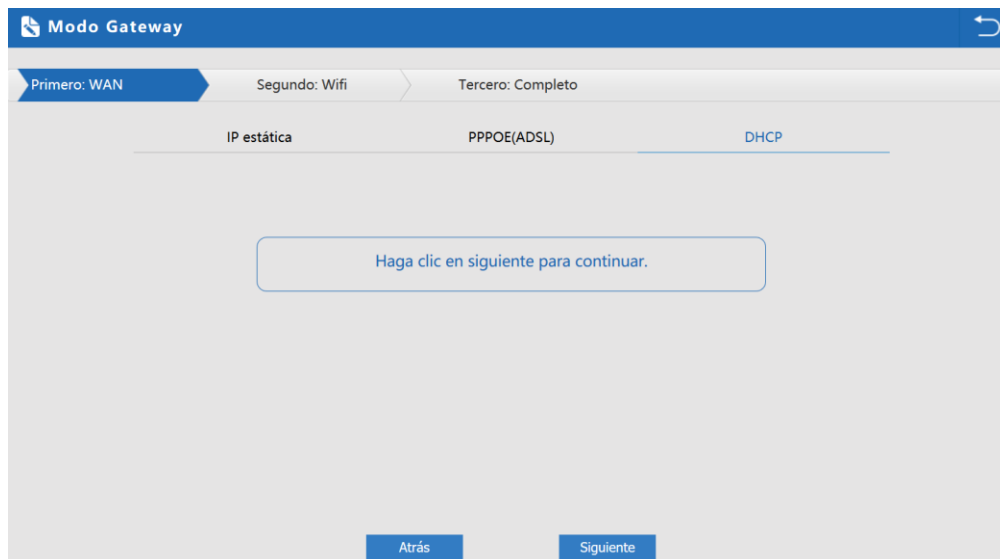 Modo Gateway
Primero: WAN
Segundo: Wifi
Tercero: Completo
IP estática
PPPOE(ADSL)
DHCP
Haga clic en siguiente para continuar.
Atrás
Siguiente